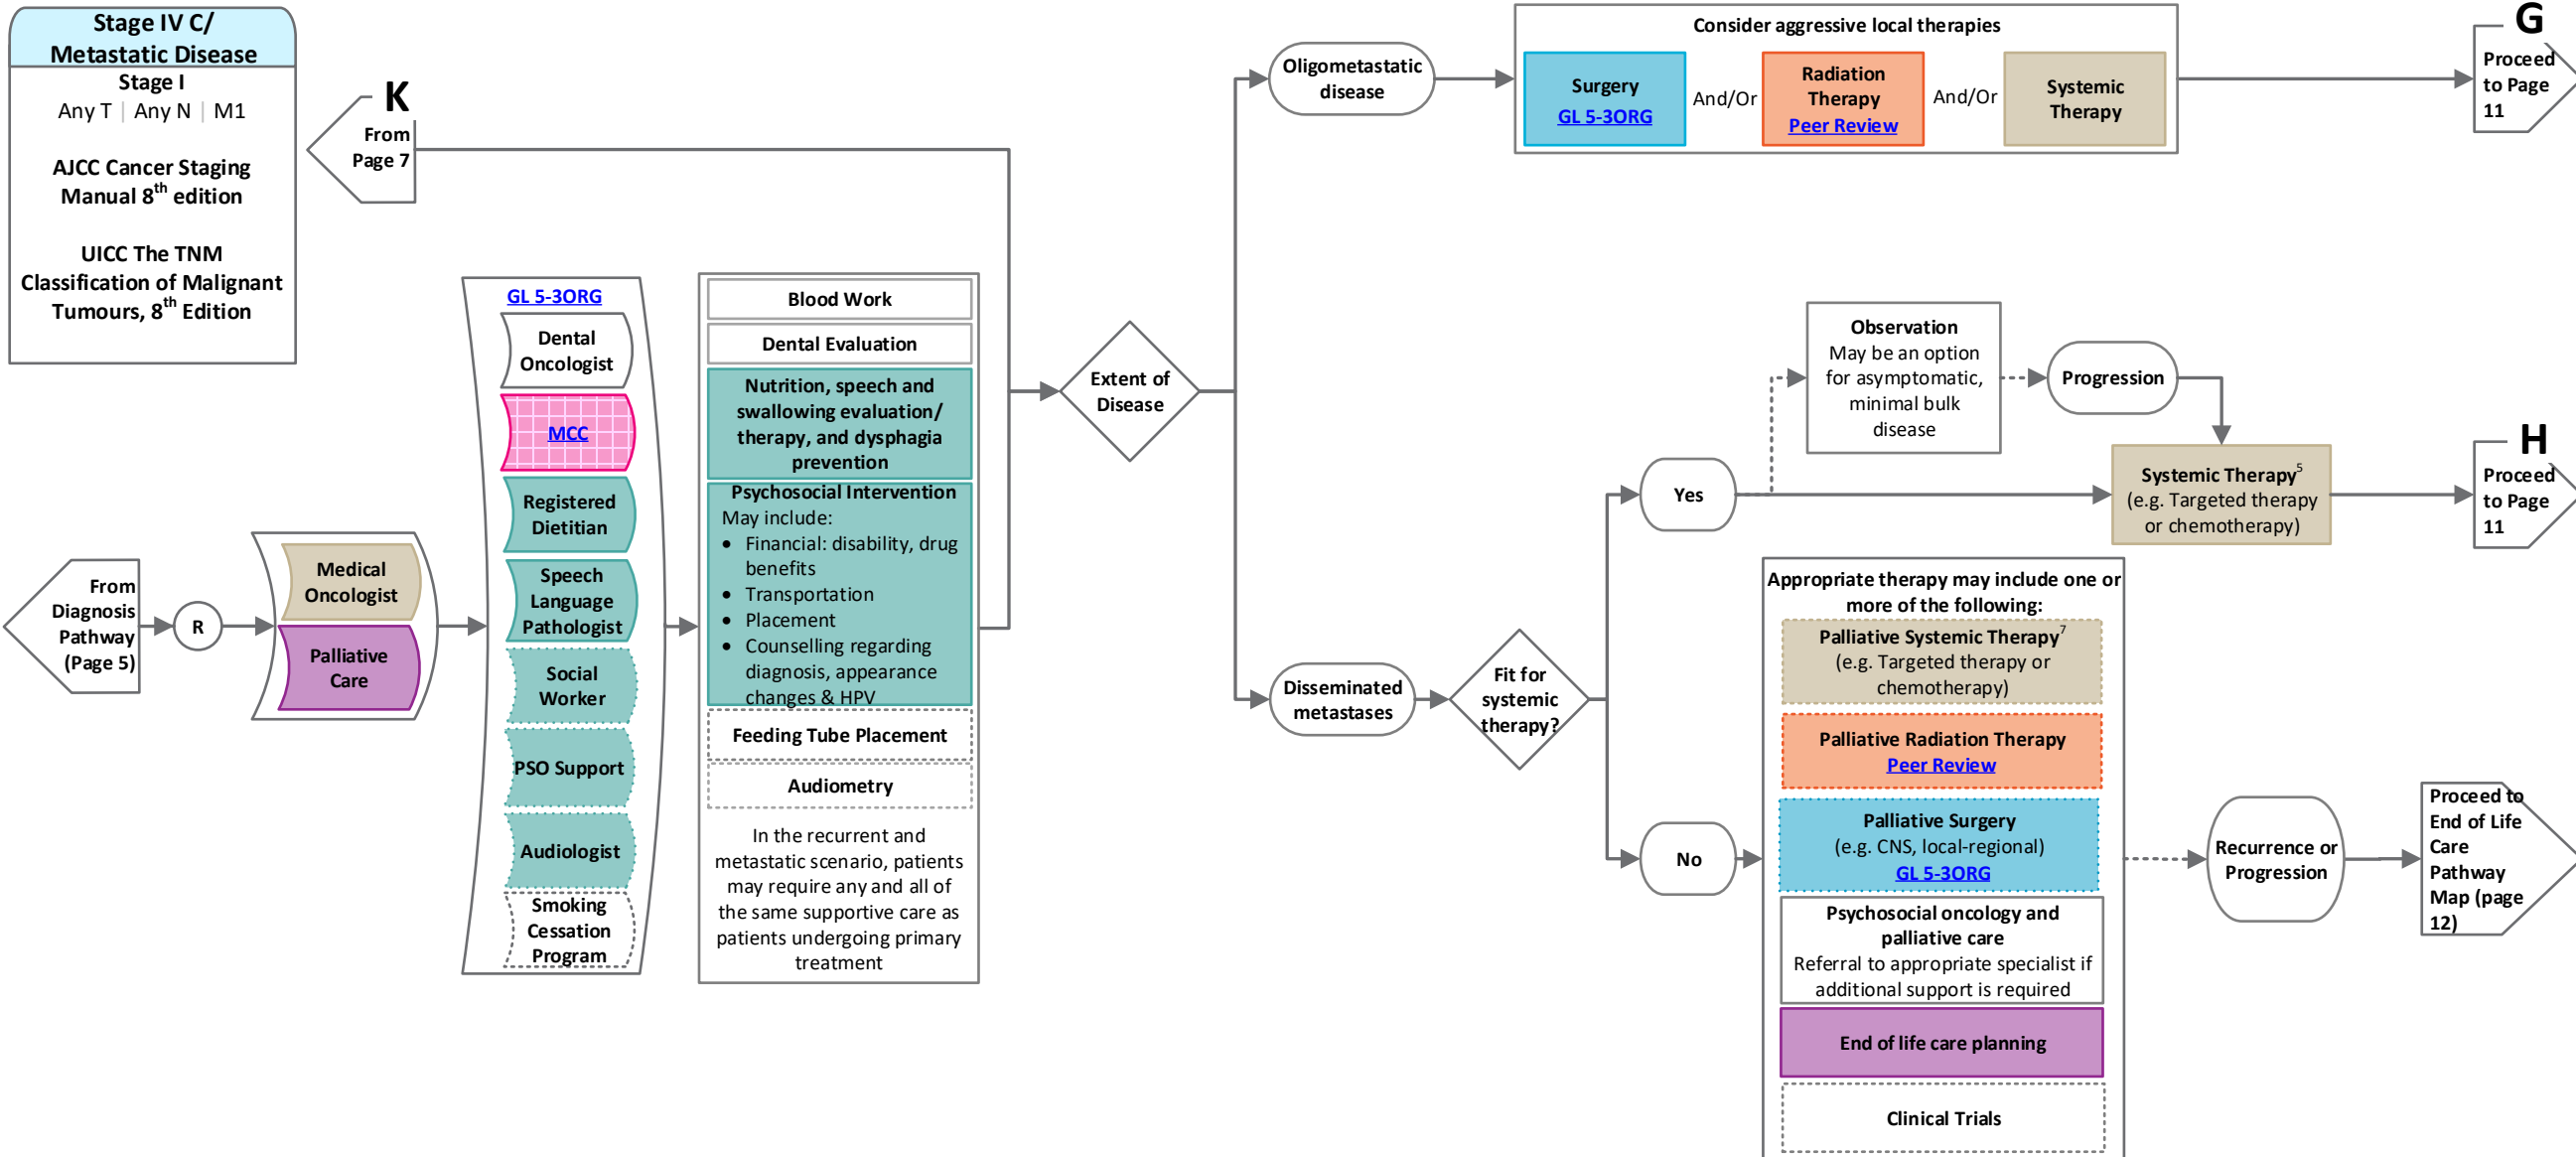 Stage IV C/
Metastatic Disease
Stage I
Any T | Any N | M1
AJCC Cancer Staging
Manual 8th edition
UICC The TNM
Classification of Malignant
Tumours, 8th Edition
K
From
Page 7
From
Diagnosis
Pathway
(Page 5)
R
Medical
Oncologist
Palliative
Care
GL 5-3ORG
Dental
Oncologist
MCC
Registered
Dietitian
Speech
Language
Pathologist
Social
Worker
PSO Support
Audiologist
Smoking
Cessation
Program
Blood Work
Dental Evaluation
Nutrition, speech and
swallowing evaluation/
therapy, and dysphagia
prevention
Psychosocial Intervention
May include:
• Financial: disability, drug
benefits
• Transportation
• Placement
• Counselling regarding
diagnosis, appearance
changes & HPV
Feeding Tube Placement
Audiometry
In the recurrent and
metastatic scenario, patients
may require any and all of
the same supportive care as
patients undergoing primary
treatment
Extent of
Disease
Oligometastatic
disease
Consider aggressive local therapies
Surgery
GL 5-3ORG
And/Or
Radiation
Therapy
Peer Review
And/Or
Systemic
Therapy
G
Proceed
to Page
11
Disseminated
metastases
Fit for
systemic
therapy?
Yes
Observation
May be an option
for asymptomatic,
minimal bulk
disease
Progression
Systemic Therapy5
(e.g. Targeted therapy
or chemotherapy)
H
Proceed
to Page
11
No
Appropriate therapy may include one or
more of the following:
Palliative Systemic Therapy7
(e.g. Targeted therapy or
chemotherapy)
Palliative Radiation Therapy
Peer Review
Palliative Surgery
(e.g. CNS, local-regional)
GL 5-3ORG
Psychosocial oncology and
palliative care
Referral to appropriate specialist if
additional support is required
End of life care planning
Clinical Trials
Recurrence or
Progression
Proceed to
End of Life
Care
Pathway
Map (page
12)